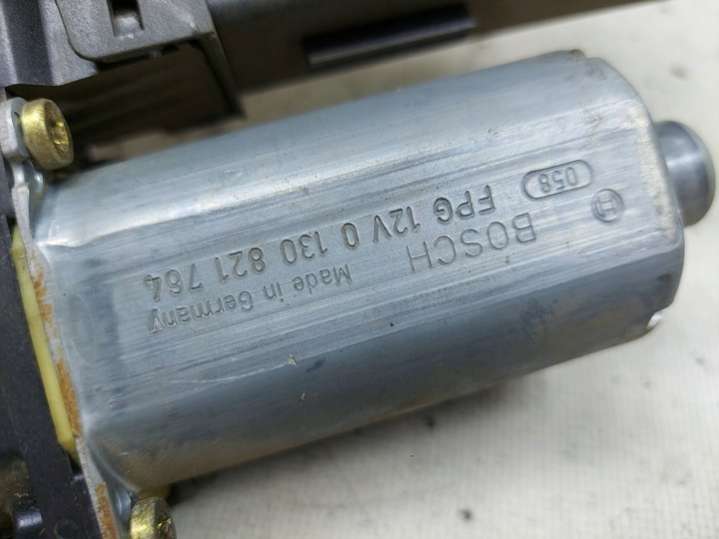 058
BOSCH
FPG 12V 0 130 821 764
Made in Germany